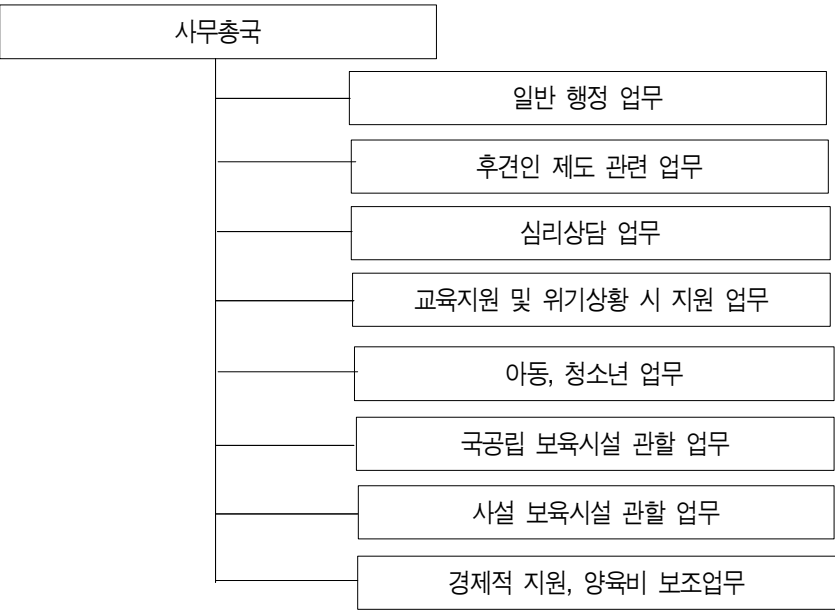 사무총국
일반 행정 업무
후견인 제도 관련 업무
심리상담 업무
교육지원 및 위기상황 시 지원 업무
아동, 청소년 업무
국공립 보육시설 관할 업무
사설 보육시설 관할 업무
경제적 지원, 양육비 보조업무